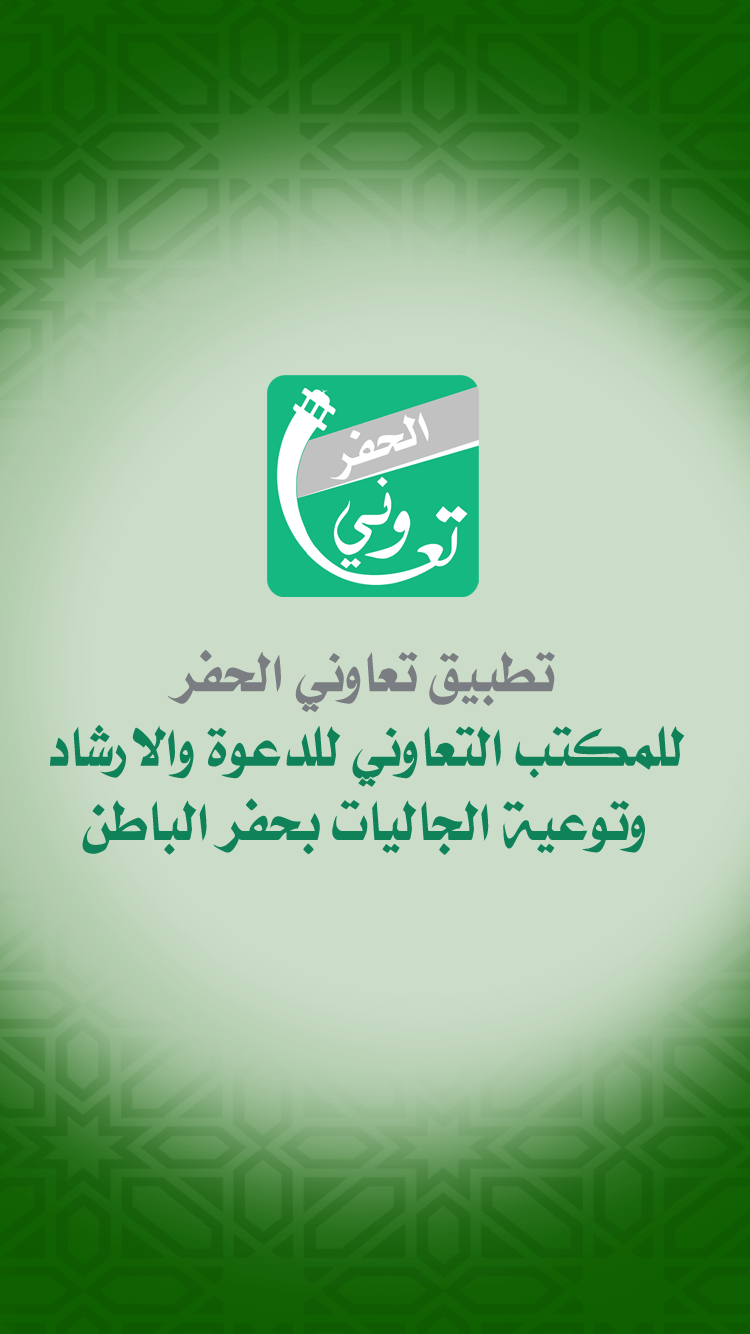 الحفر
تعاوني
تطبيق تعاوني الحفر
للمكتب التعاوني للدعوة والارشاد
وتوعية الجاليات بحفر الباطن